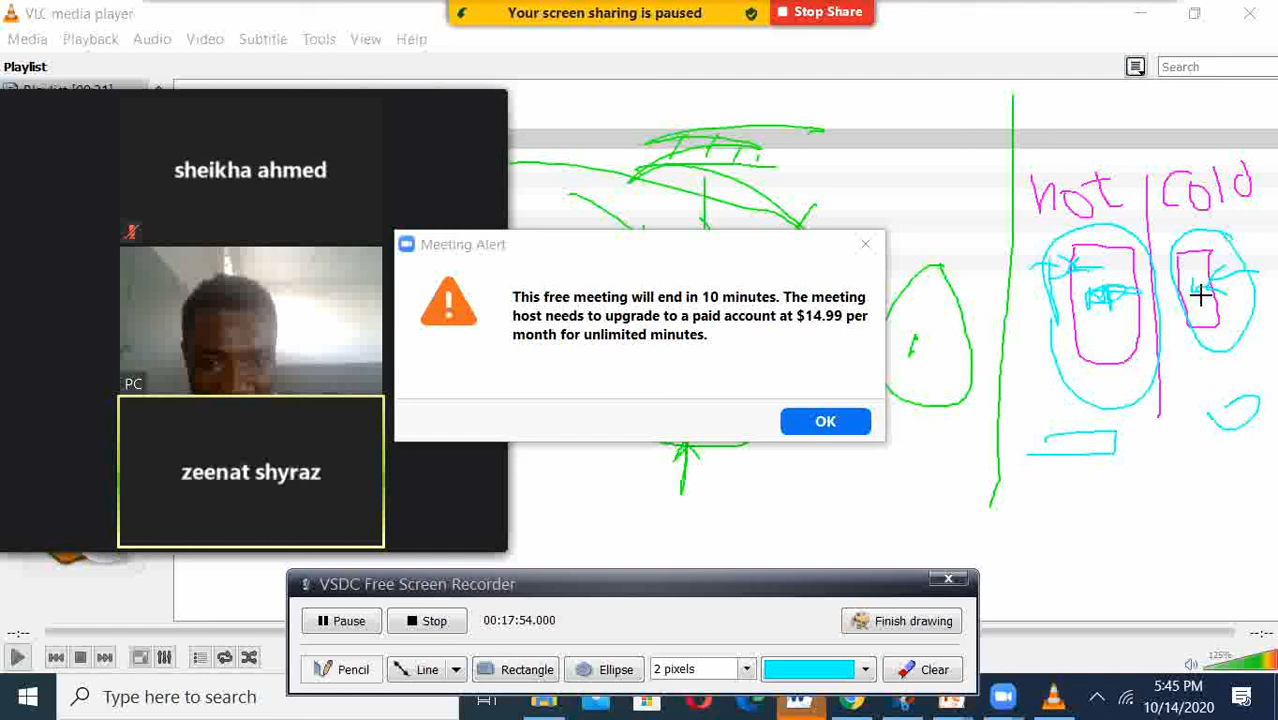 VLC media player
Your screen sharing is paused
Stop Share
Media Playback Audio Video Subtitle Tools View Help
Playlist
Search
Playlist [00:21]
sheikha ahmed
hot cold
Meeting Alert
This free meeting will end in 10 minutes. The meeting
host needs to upgrade to a paid account at $14.99 per
month for unlimited minutes.
PC
OK
zeenat shyraz
VSDC Free Screen Recorder
Pause Stop 00:17:54.000 Finish drawing
--:-- --:--
Pencil Line Rectangle Ellipse 2 pixels Clear
125%
Type here to search
5:45 PM
10/14/2020